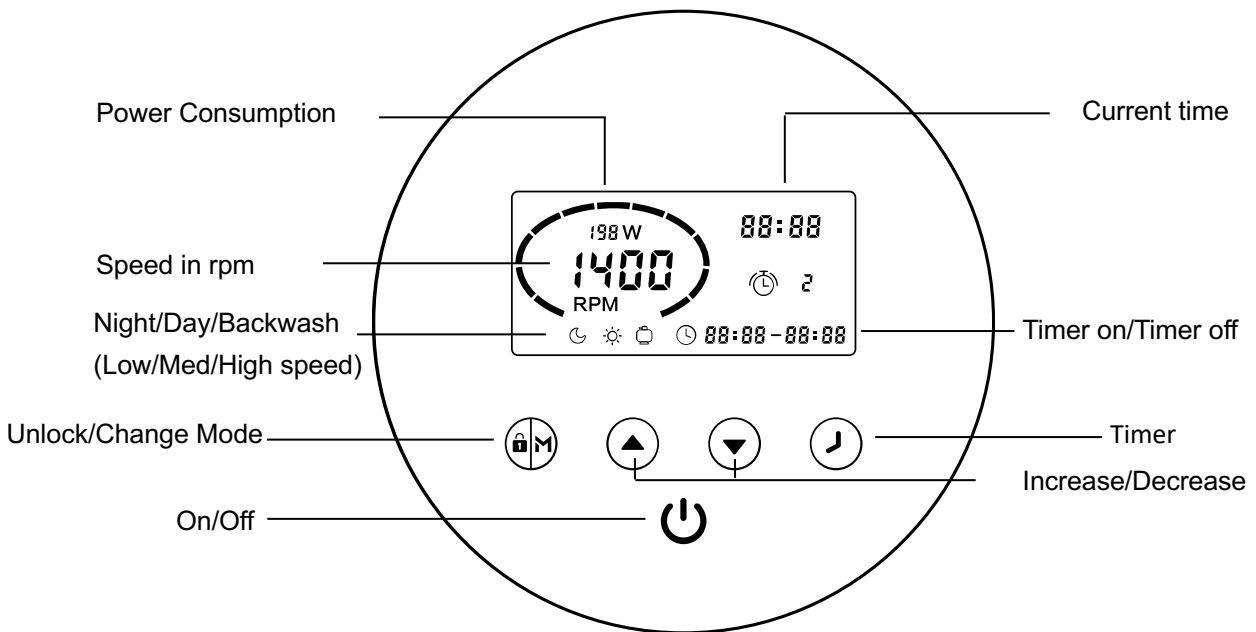 Power Consumption
Current time
198 W
88:88
Speed in rpm
1400
2
RPM
Night/Day/Backwash
(Low/Med/High speed)
88:88-88:88
Timer on/Timer off
Unlock/Change Mode
M
Timer
Increase/Decrease
On/Off